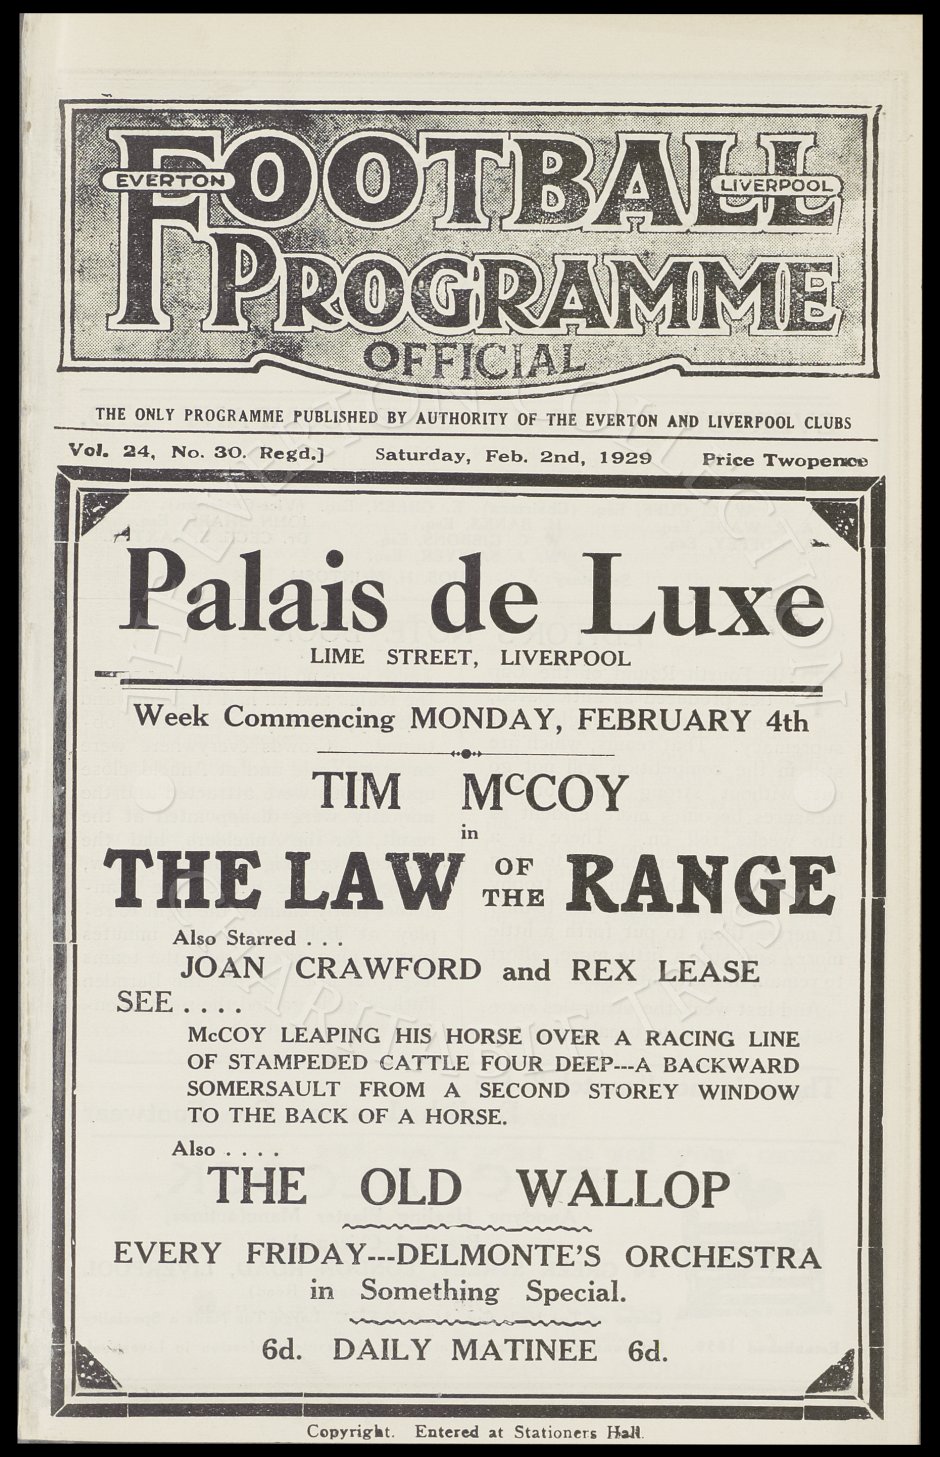 FOOTBALL
EVERTON
LIVERPOOL
PROGRAMME
OFFICIAL
THE ONLY PROGRAMME PUBLISHED BY AUTHORITY OF THE EVERTON AND LIVERPOOL CLUBS
Vol. 24, No. 30. Regd.] Saturday, Feb. 2nd, 1929 Price Twopence
Palais de Luxe
LIME STREET, LIVERPOOL
Week Commencing MONDAY, FEBRUARY 4th
TIM McCOY
in
THE LAW OF THE RANGE
Also Starred . . .
JOAN CRAWFORD and REX LEASE
SEE . . . .
McCOY LEAPING HIS HORSE OVER A RACING LINE
OF STAMPEDED CATTLE FOUR DEEP---A BACKWARD
SOMERSAULT FROM A SECOND STOREY WINDOW
TO THE BACK OF A HORSE.
Also . . . .
THE OLD WALLOP
EVERY FRIDAY---DELMONTE'S ORCHESTRA
in Something Special.
6d. DAILY MATINEE 6d.
Copyright. Entered at Stationers Hall.
THE EVERTON COLLECTION
CHARITABLE TRUST